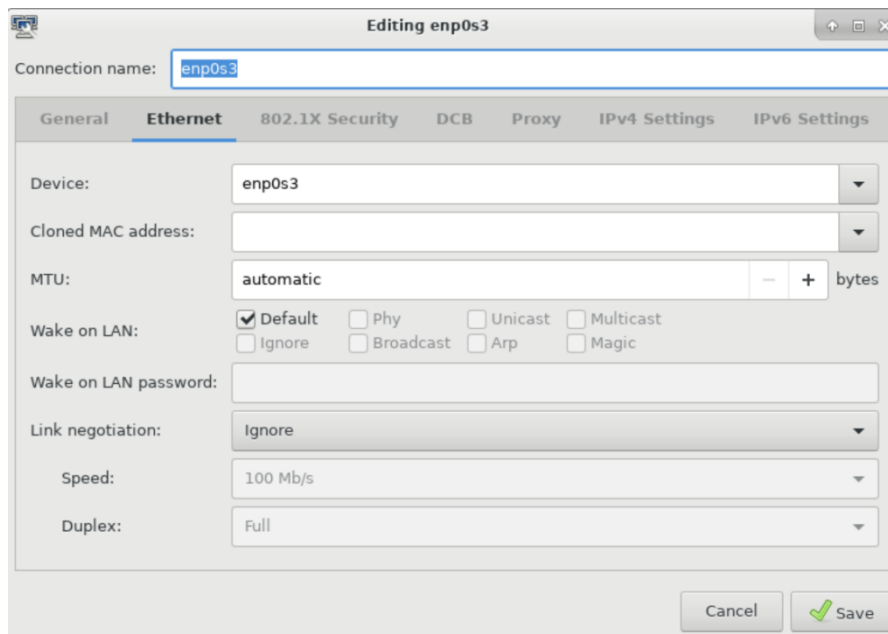 Editing enp0s3
Connection name: enp0s3
General Ethernet 802.1X Security DCB Proxy IPv4 Settings IPv6 Settings
Device: enp0s3
Cloned MAC address:
MTU: automatic − + bytes
Wake on LAN:
Default Phy Unicast Multicast
Ignore Broadcast Arp Magic
Wake on LAN password:
Link negotiation: Ignore
Speed: 100 Mb/s
Duplex: Full
Cancel Save